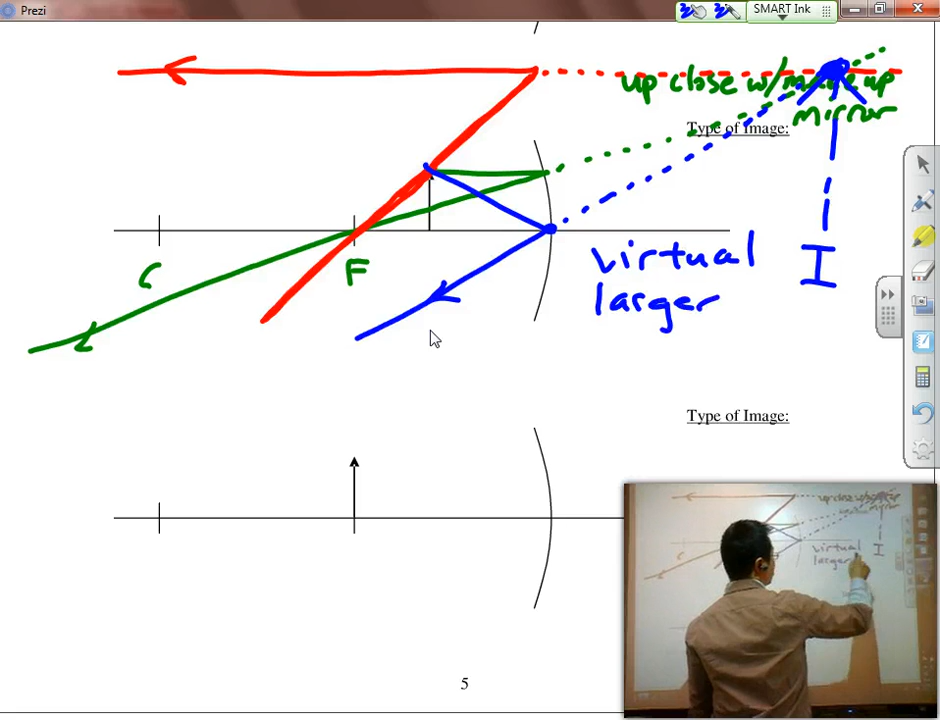 Prezi
SMART Ink
up close w/make up
mirror
Type of Image:
C
F
virtual
larger
I
Type of Image:
5